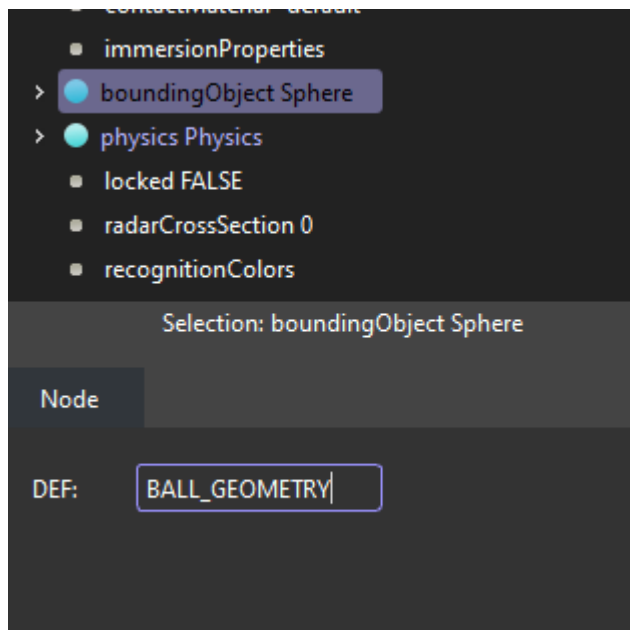 immersionProperties
boundingObject Sphere
physics Physics
locked FALSE
radarCrossSection 0
recognitionColors
Selection: boundingObject Sphere
Node
DEF: BALL_GEOMETRY